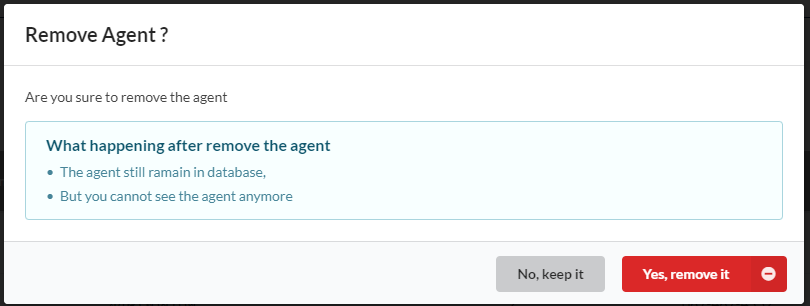 Remove Agent ?
Are you sure to remove the agent
What happening after remove the agent
• The agent still ramain in database,
• But you cannot see the agent anymore
No, keep it
Yes, remove it